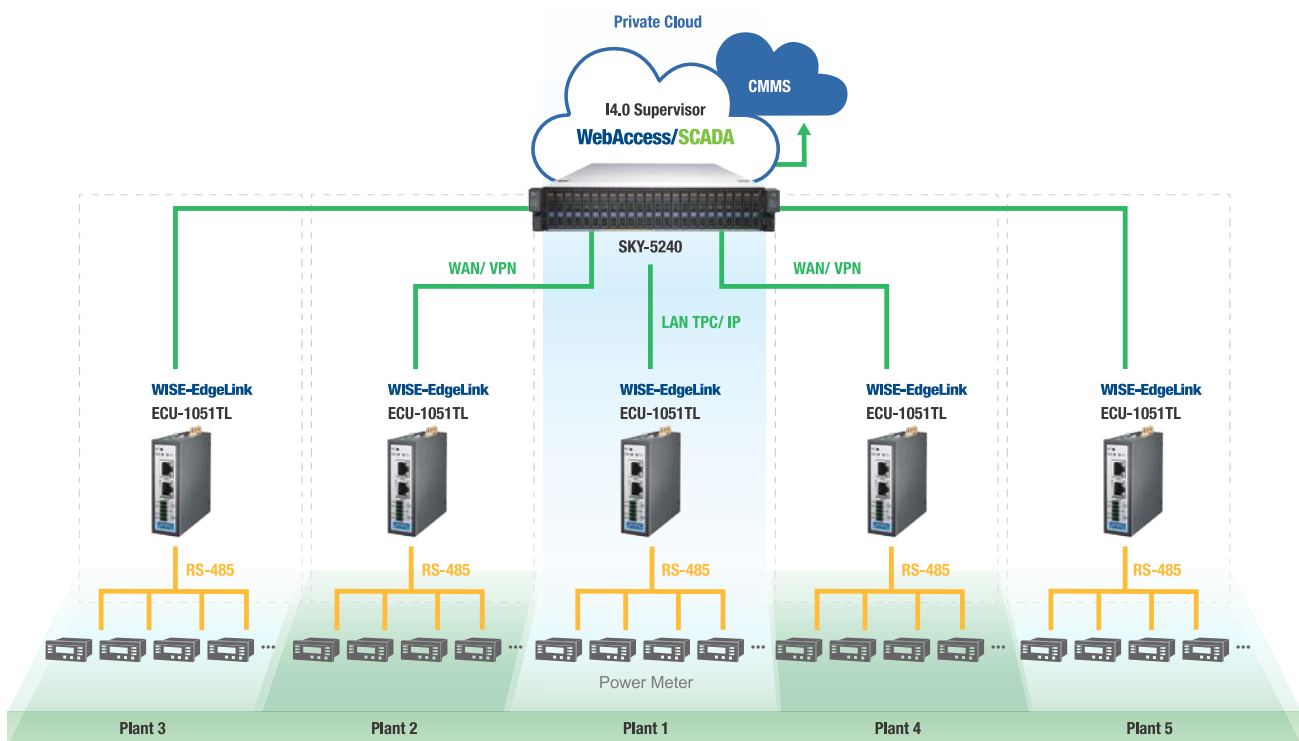 Private Cloud
CMMS
I4.0 Supervisor
WebAccess/SCADA
SKY-5240
WAN/ VPN
WAN/ VPN
LAN TPC/ IP
WISE-EdgeLink
ECU-1051TL
WISE-EdgeLink
ECU-1051TL
WISE-EdgeLink
ECU-1051TL
WISE-EdgeLink
ECU-1051TL
WISE-EdgeLink
ECU-1051TL
RS-485
RS-485
RS-485
RS-485
RS-485
...
...
...
...
...
Power Meter
Plant 3
Plant 2
Plant 1
Plant 4
Plant 5